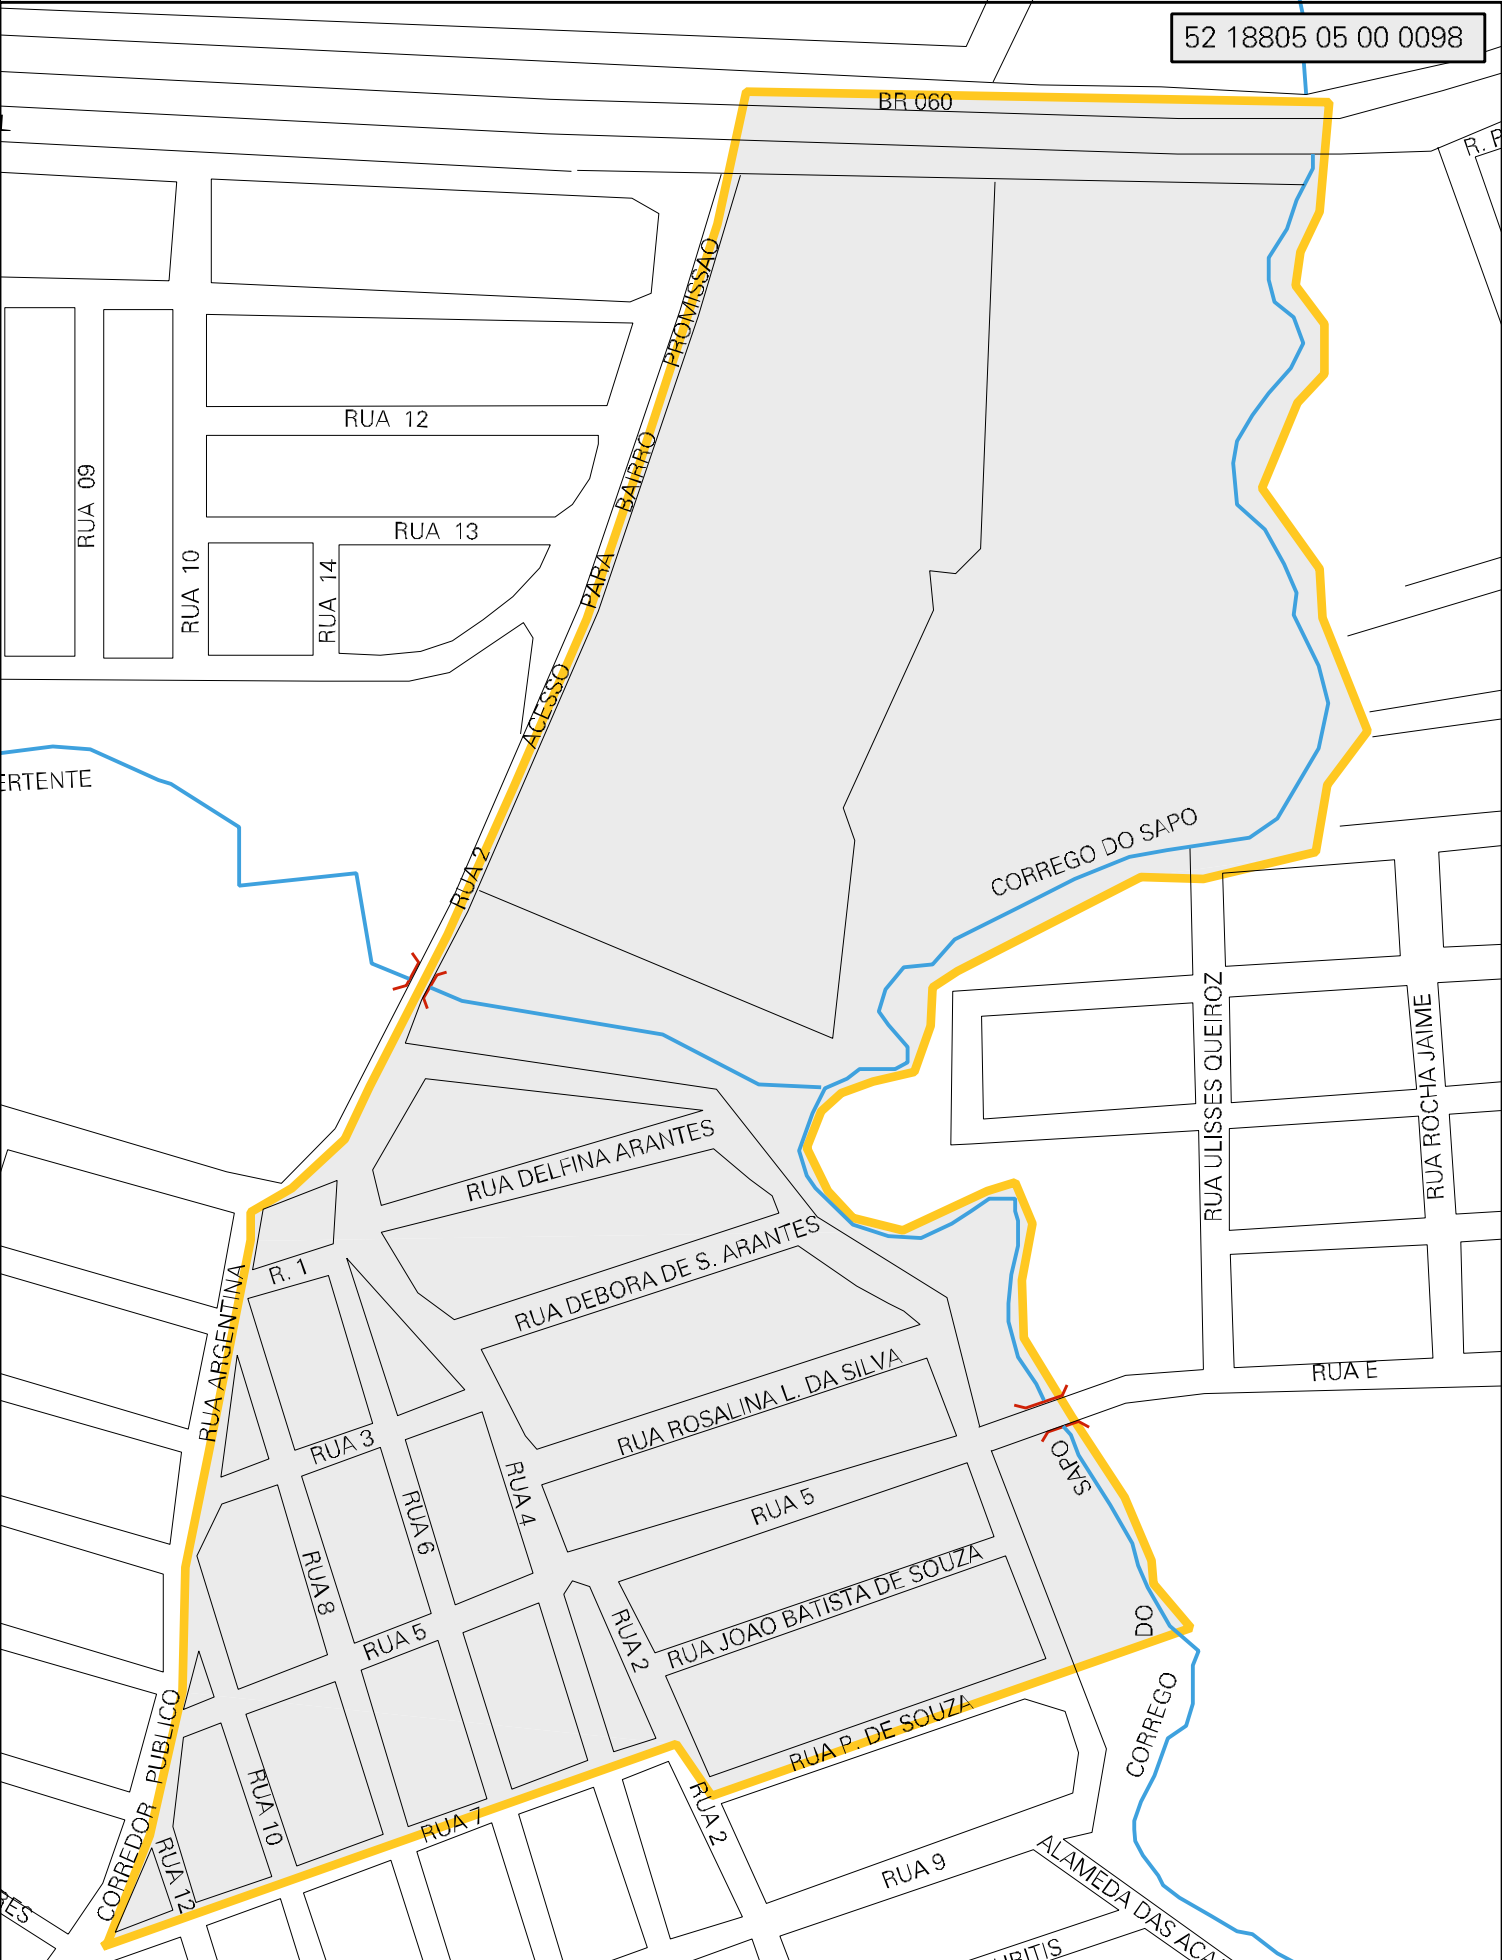 52 18805 05 00 0098
BR 060
R. P
L
PROMISSAO
RUA 12
BAIRRO
RUA 09
RUA 13
RUA 10
RUA 14
PARA
ACESSO
ERTENTE
CORREGO DO SAPO
RUA 2
RUA ULISSES QUEIROZ
RUA ROCHA JAIME
RUA DELFINA ARANTES
RUA DEBORA DE S. ARANTES
R. 1
RUA ARGENTINA
RUA E
RUA ROSALINA L. DA SILVA
RUA 3
SAPO
RUA 4
RUA 5
RUA 6
RUA 8
RUA JOAO BATISTA DE SOUZA
DO
RUA 5
RUA 2
CORREGO
RUA P. DE SOUZA
PUBLICO
CORREDOR
RUA 10
RUA 7
RUA 2
RUA 12
RUA 9
ALAMEDA DAS ACA
RES
URITIS